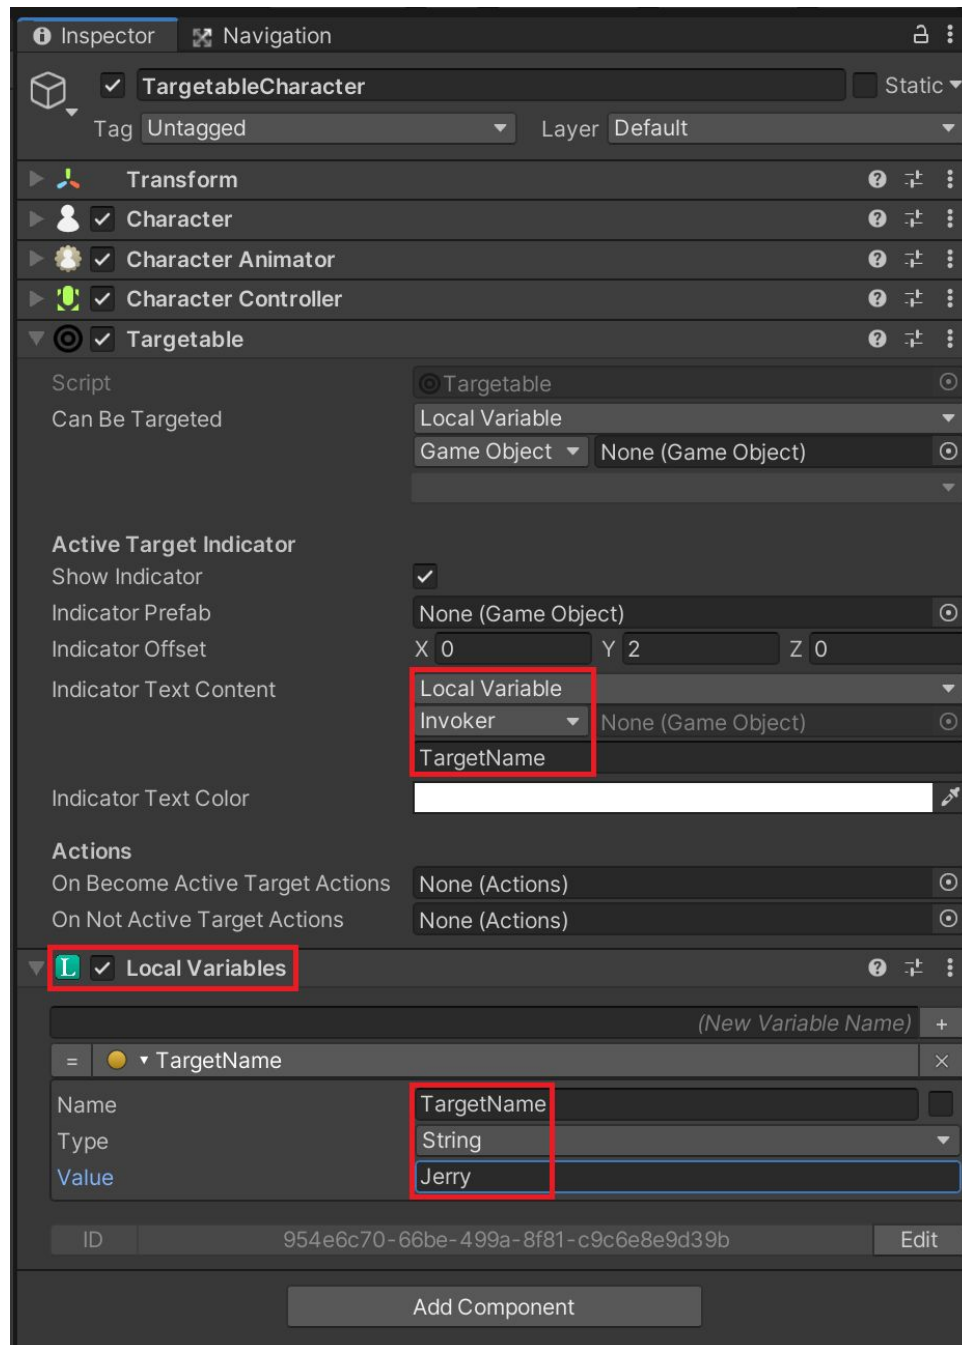 Inspector Navigation
TargetableCharacter Static
Tag Untagged Layer Default
Transform
Character
Character Animator
Character Controller
Targetable
Script Targetable
Can Be Targeted Local Variable
Game Object None (Game Object)
Active Target Indicator
Show Indicator
Indicator Prefab None (Game Object)
Indicator Offset X 0 Y 2 Z 0
Indicator Text Content Local Variable
Invoker None (Game Object)
TargetName
Indicator Text Color
Actions
On Become Active Target Actions None (Actions)
On Not Active Target Actions None (Actions)
L Local Variables
(New Variable Name) +
= TargetName ×
Name TargetName
Type String
Value Jerry
ID 954e6c70-66be-499a-8f81-c9c6e8e9d39b Edit
Add Component